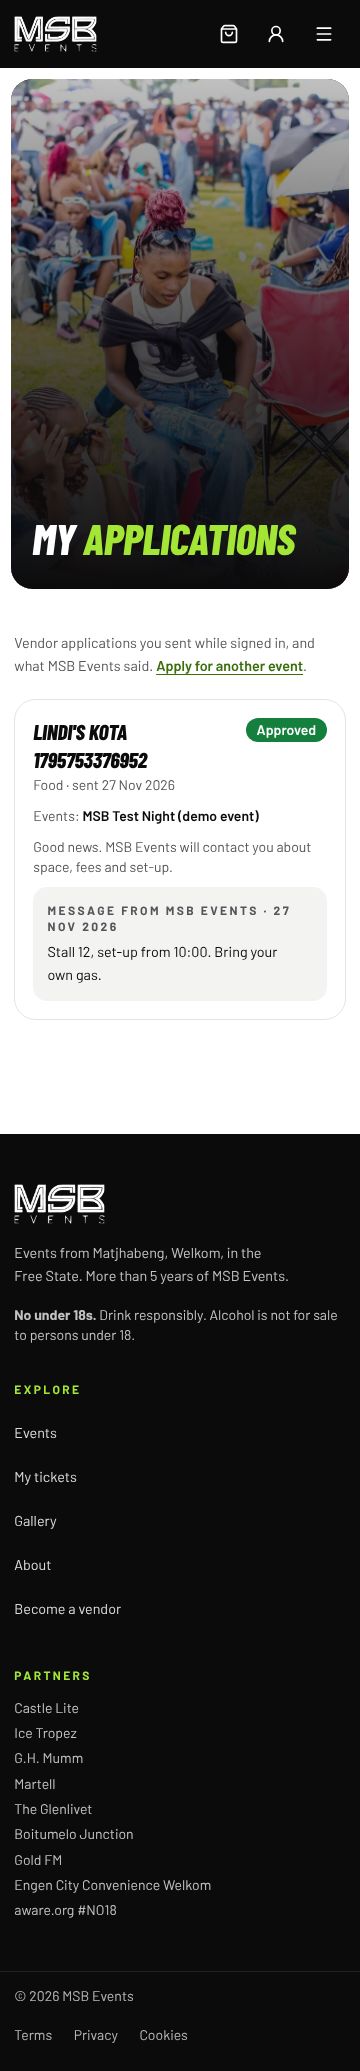 MSB
EVENTS
MY APPLICATIONS
Vendor applications you sent while signed in, and
what MSB Events said. Apply for another event.
LINDI'S KOTA
1795753376952
Approved
Food · sent 27 Nov 2026
Events: MSB Test Night (demo event)
Good news. MSB Events will contact you about
space, fees and set-up.
MESSAGE FROM MSB EVENTS · 27
NOV 2026
Stall 12, set-up from 10:00. Bring your
own gas.
MSB
EVENTS
Events from Matjhabeng, Welkom, in the
Free State. More than 5 years of MSB Events.
No under 18s. Drink responsibly. Alcohol is not for sale
to persons under 18.
EXPLORE
Events
My tickets
Gallery
About
Become a vendor
PARTNERS
Castle Lite
Ice Tropez
G.H. Mumm
Martell
The Glenlivet
Boitumelo Junction
Gold FM
Engen City Convenience Welkom
aware.org #NO18
© 2026 MSB Events
Terms Privacy Cookies